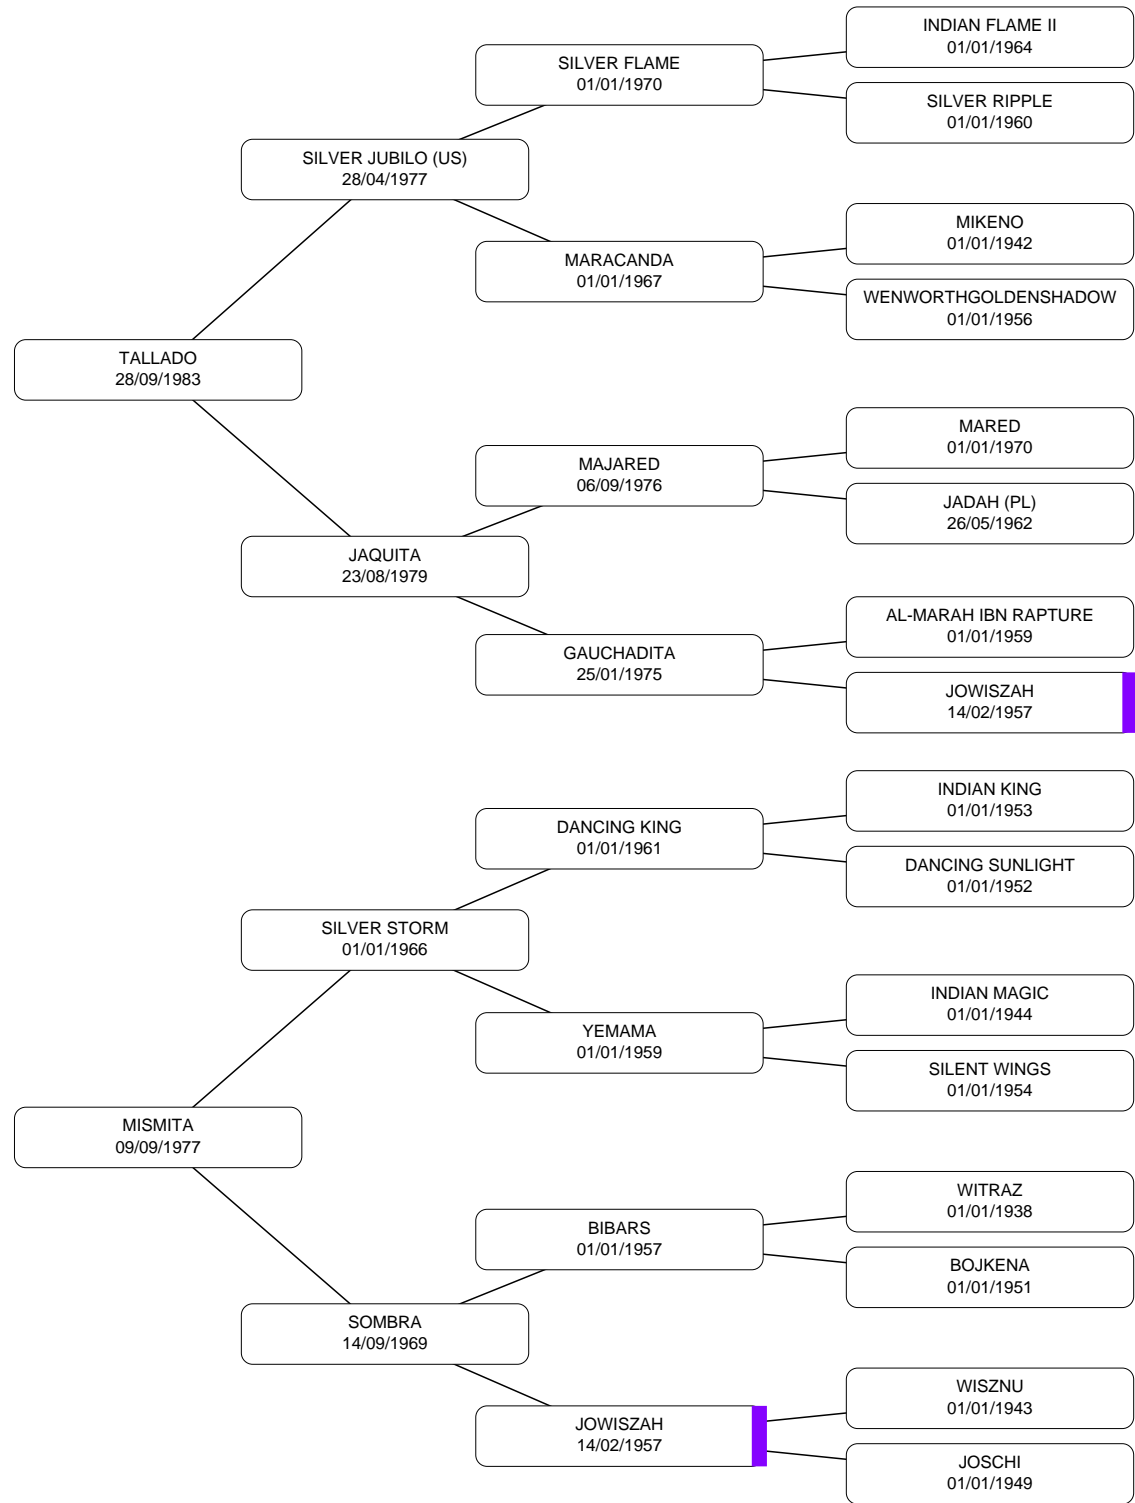 INDIAN FLAME II
01/01/1964
SILVER FLAME
01/01/1970
SILVER RIPPLE
01/01/1960
SILVER JUBILO (US)
28/04/1977
MIKENO
01/01/1942
MARACANDA
01/01/1967
WENWORTHGOLDENSHADOW
01/01/1956
TALLADO
28/09/1983
MARED
01/01/1970
MAJARED
06/09/1976
JADAH (PL)
26/05/1962
JAQUITA
23/08/1979
AL-MARAH IBN RAPTURE
01/01/1959
GAUCHADITA
25/01/1975
JOWISZAH
14/02/1957
INDIAN KING
01/01/1953
DANCING KING
01/01/1961
DANCING SUNLIGHT
01/01/1952
SILVER STORM
01/01/1966
INDIAN MAGIC
01/01/1944
YEMAMA
01/01/1959
SILENT WINGS
01/01/1954
MISMITA
09/09/1977
WITRAZ
01/01/1938
BIBARS
01/01/1957
BOJKENA
01/01/1951
SOMBRA
14/09/1969
WISZNU
01/01/1943
JOWISZAH
14/02/1957
JOSCHI
01/01/1949